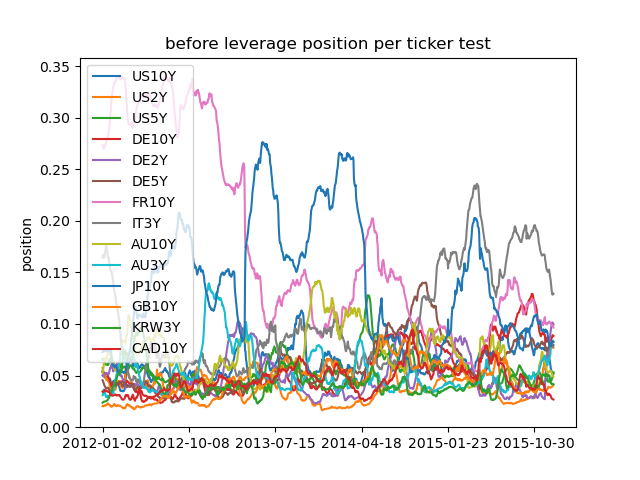 before leverage position per ticker test
position
0.35
0.30
0.25
0.20
0.15
0.10
0.05
0.00
US10Y
US2Y
US5Y
DE10Y
DE2Y
DE5Y
FR10Y
IT3Y
AU10Y
AU3Y
JP10Y
GB10Y
KRW3Y
CAD10Y
2012-01-02 2012-10-08 2013-07-15 2014-04-18 2015-01-23 2015-10-30